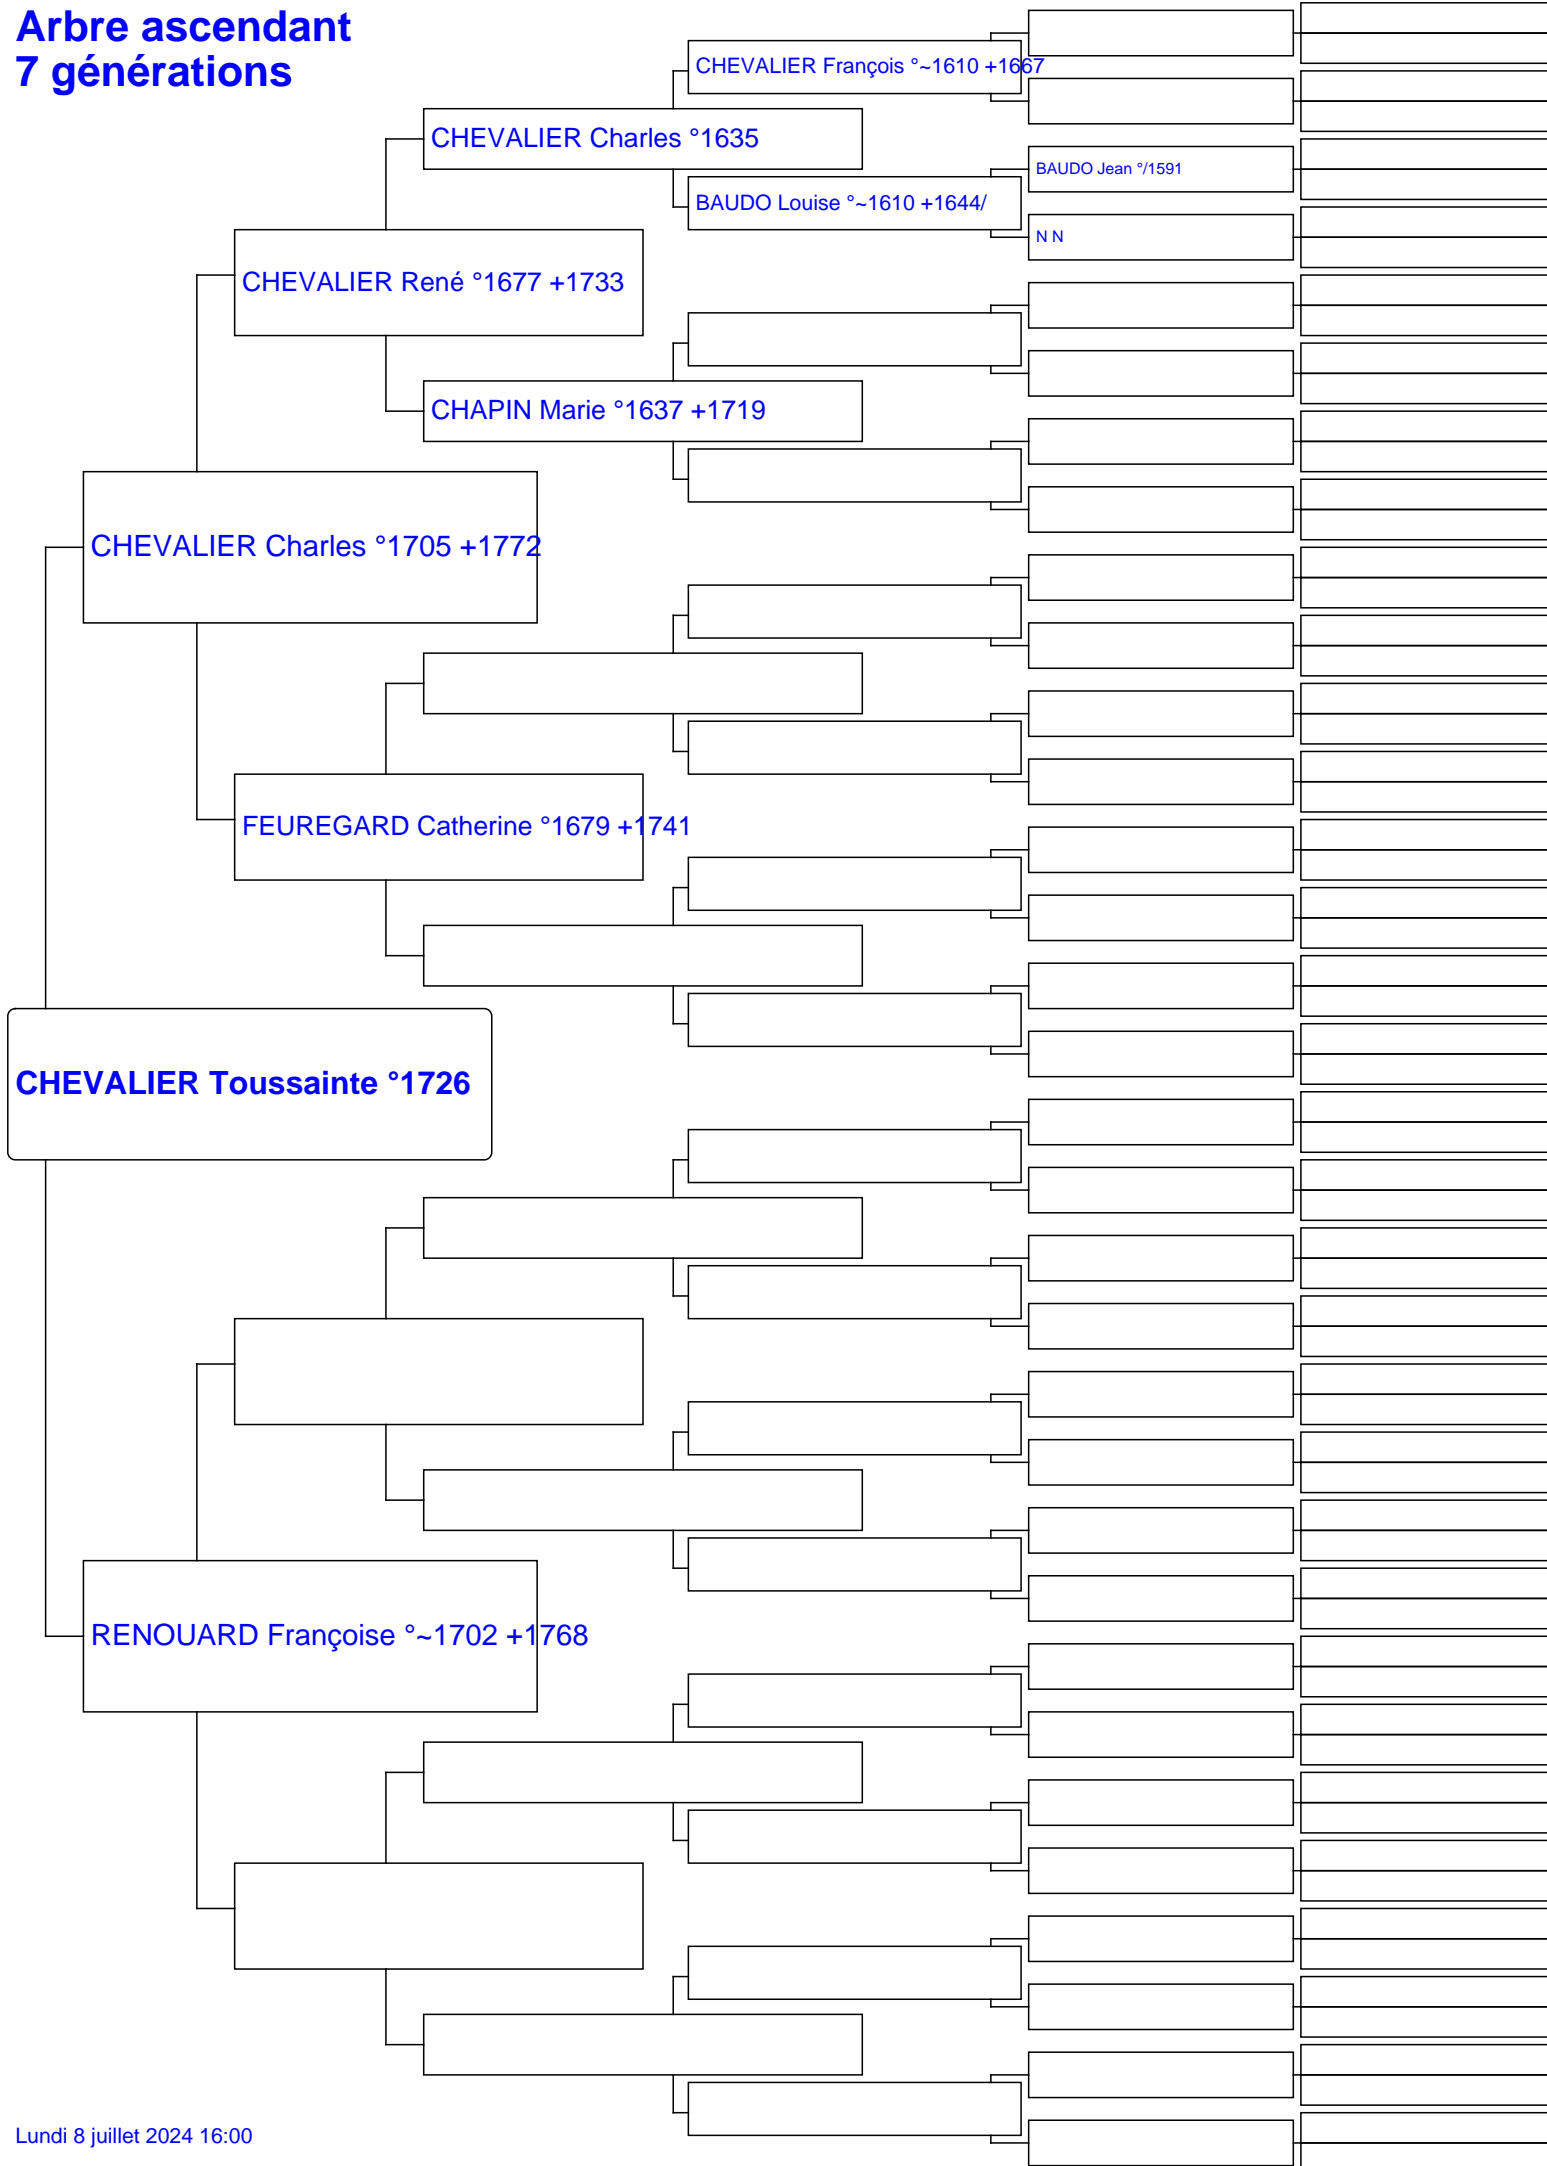 Arbre ascendant
7 générations
CHEVALIER François °~1610 +1667
CHEVALIER Charles °1635
BAUDO Jean °/1591
BAUDO Louise °~1610 +1644/
N N
CHEVALIER René °1677 +1733
CHAPIN Marie °1637 +1719
CHEVALIER Charles °1705 +1772
FEUREGARD Catherine °1679 +1741
CHEVALIER Toussainte °1726
RENOUARD Françoise °~1702 +1768
Lundi 8 juillet 2024 16:00